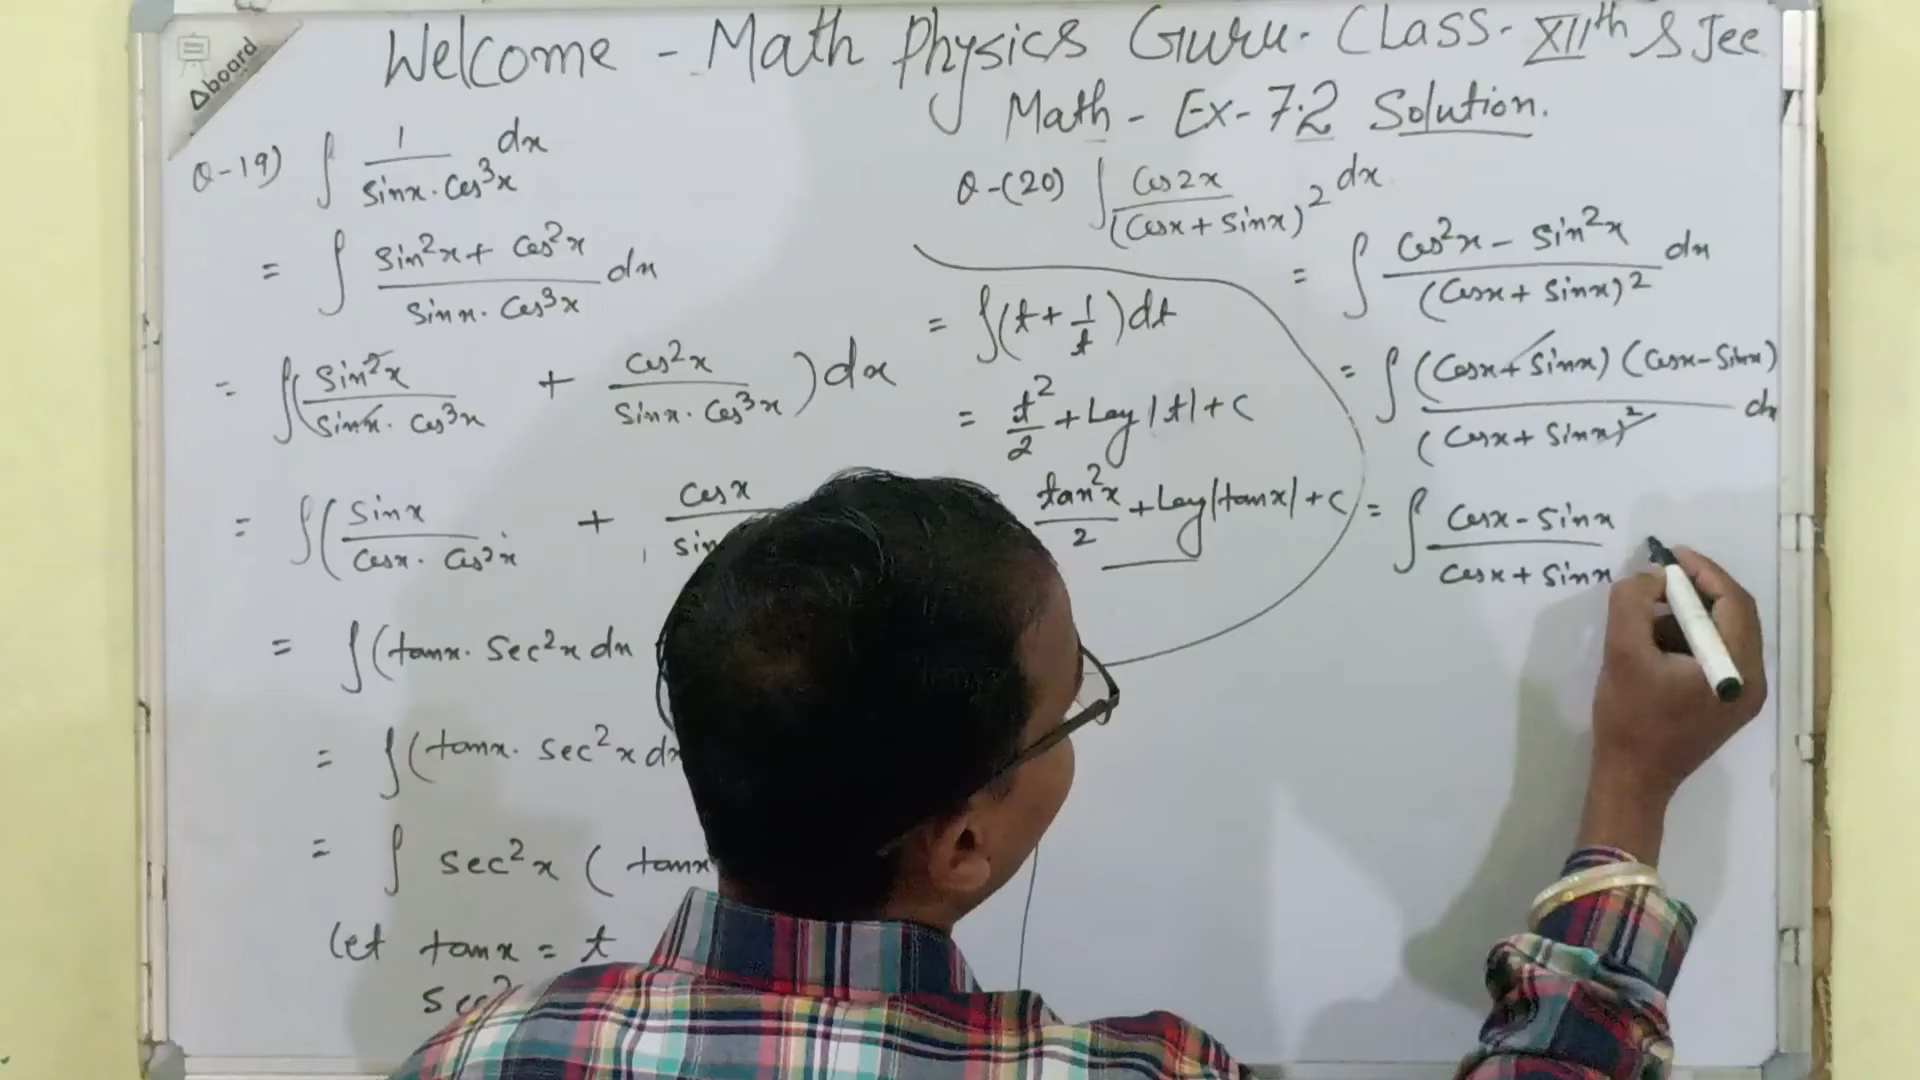 Δboard
Welcome - Math Physics Guru. Class- XIIth & Jee
Math - Ex- 7.2 Solution.
Q-19) ∫ 1/(Sinx . Cos³x) dx
= ∫ (Sin²x + Cos²x)/(Sinx . Cos³x) dx
= ∫( Sin²x/(Sinx . Cos³x) + Cos²x/(Sinx . Cos³x) ) dx
= ∫( Sinx/(Cosx . Cos²x) + Cosx/Sin
= ∫(tanx . Sec²x dx
= ∫(tanx . Sec²x dx
= ∫ Sec²x ( tanx
Let tanx = t
Sec²
= ∫(t + 1/t) dt
= t²/2 + Log|t| + C
tan²x/2 + Log|tanx| + C
Q-(20) ∫ Cos2x/(Cosx + Sinx)² dx
= ∫ (Cos²x - Sin²x)/(Cosx + Sinx)² dx
= ∫ (Cosx + Sinx) (Cosx - Sinx)/(Cosx + Sinx)² dx
= ∫ (Cosx - Sinx)/(Cosx + Sinx)